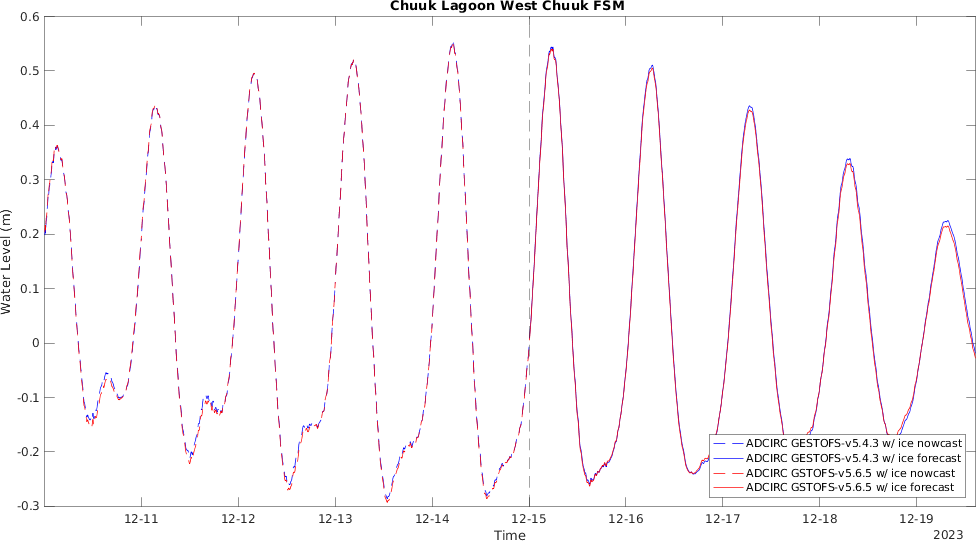 Chuuk Lagoon West Chuuk FSM
0.6
0.5
0.4
0.3
0.2
0.1
0
-0.1
-0.2
-0.3
Water Level (m)
ADCIRC GESTOFS-v5.4.3 w/ ice nowcast
ADCIRC GESTOFS-v5.4.3 w/ ice forecast
ADCIRC GSTOFS-v5.6.5 w/ ice nowcast
ADCIRC GSTOFS-v5.6.5 w/ ice forecast
12-11 12-12 12-13 12-14 12-15 12-16 12-17 12-18 12-19
Time
2023